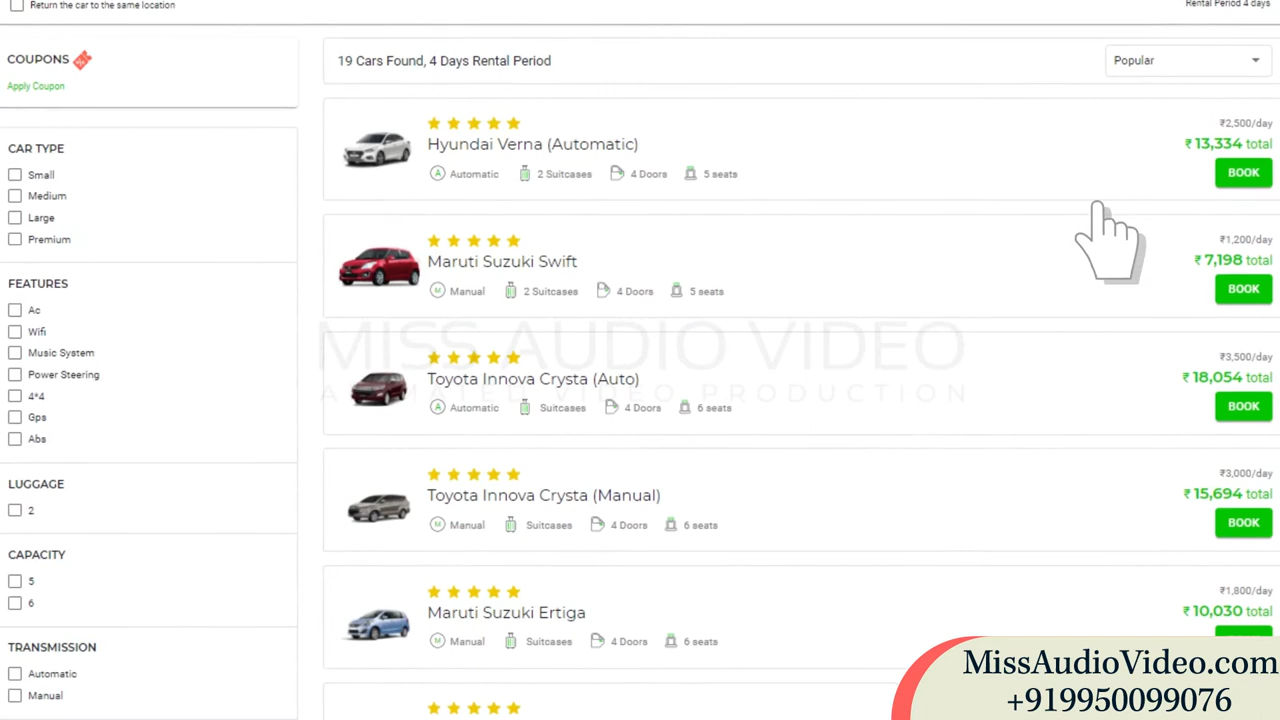 Return the car to the same location
Rental Period 4 days
COUPONS
Apply Coupon
19 Cars Found, 4 Days Rental Period
Popular
CAR TYPE
Small
Medium
Large
Premium
FEATURES
Ac
Wifi
Music System
Power Steering
4*4
Gps
Abs
LUGGAGE
2
CAPACITY
5
6
TRANSMISSION
Automatic
Manual
Hyundai Verna (Automatic)
A Automatic 2 Suitcases 4 Doors 5 seats
₹2,500/day
₹ 13,334 total
BOOK
Maruti Suzuki Swift
M Manual 2 Suitcases 4 Doors 5 seats
₹1,200/day
₹ 7,198 total
BOOK
MISS AUDIO VIDEO
ANIMATED VIDEO PRODUCTION
Toyota Innova Crysta (Auto)
A Automatic Suitcases 4 Doors 6 seats
₹3,500/day
₹ 18,054 total
BOOK
Toyota Innova Crysta (Manual)
M Manual Suitcases 4 Doors 6 seats
₹3,000/day
₹ 15,694 total
BOOK
Maruti Suzuki Ertiga
M Manual Suitcases 4 Doors 6 seats
₹1,800/day
₹ 10,030 total
MissAudioVideo.com
+919950099076